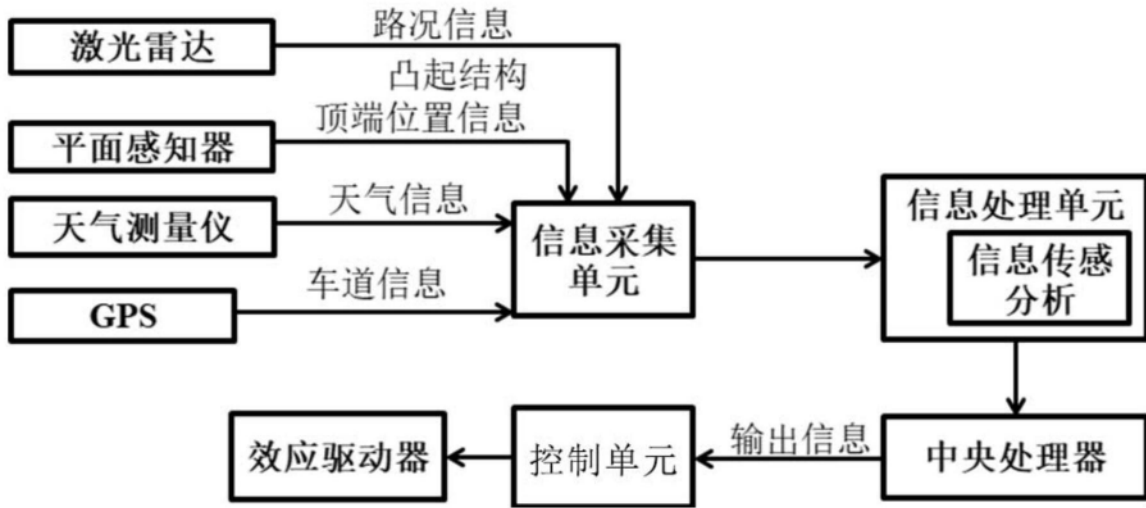 激光雷达
路况信息
凸起结构
顶端位置信息
平面感知器
天气测量仪
天气信息
GPS
车道信息
信息采集
单元
信息处理单元
信息传感
分析
效应驱动器
控制单元
输出信息
中央处理器